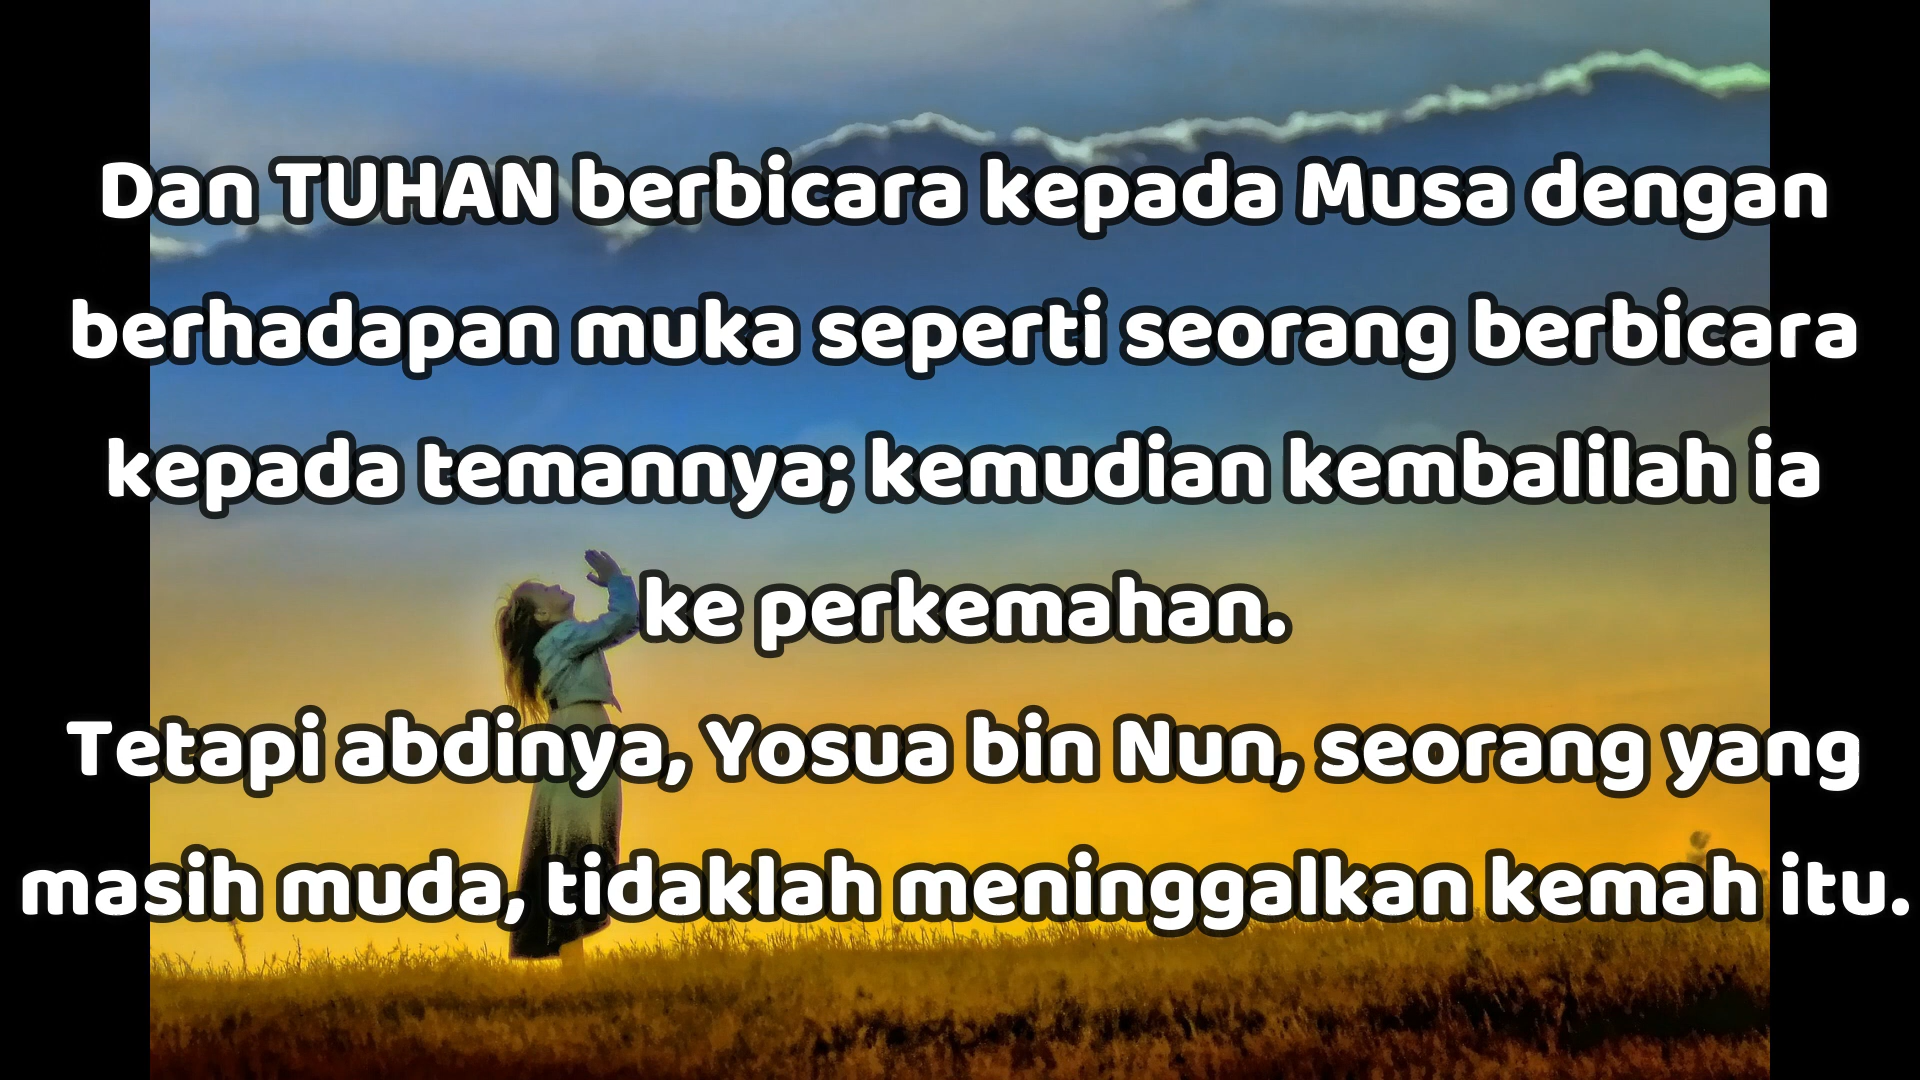 Dan TUHAN berbicara kepada Musa dengan
berhadapan muka seperti seorang berbicara
kepada temannya; kemudian kembalilah ia
ke perkemahan.
Tetapi abdinya, Yosua bin Nun, seorang yang
masih muda, tidaklah meninggalkan kemah itu.